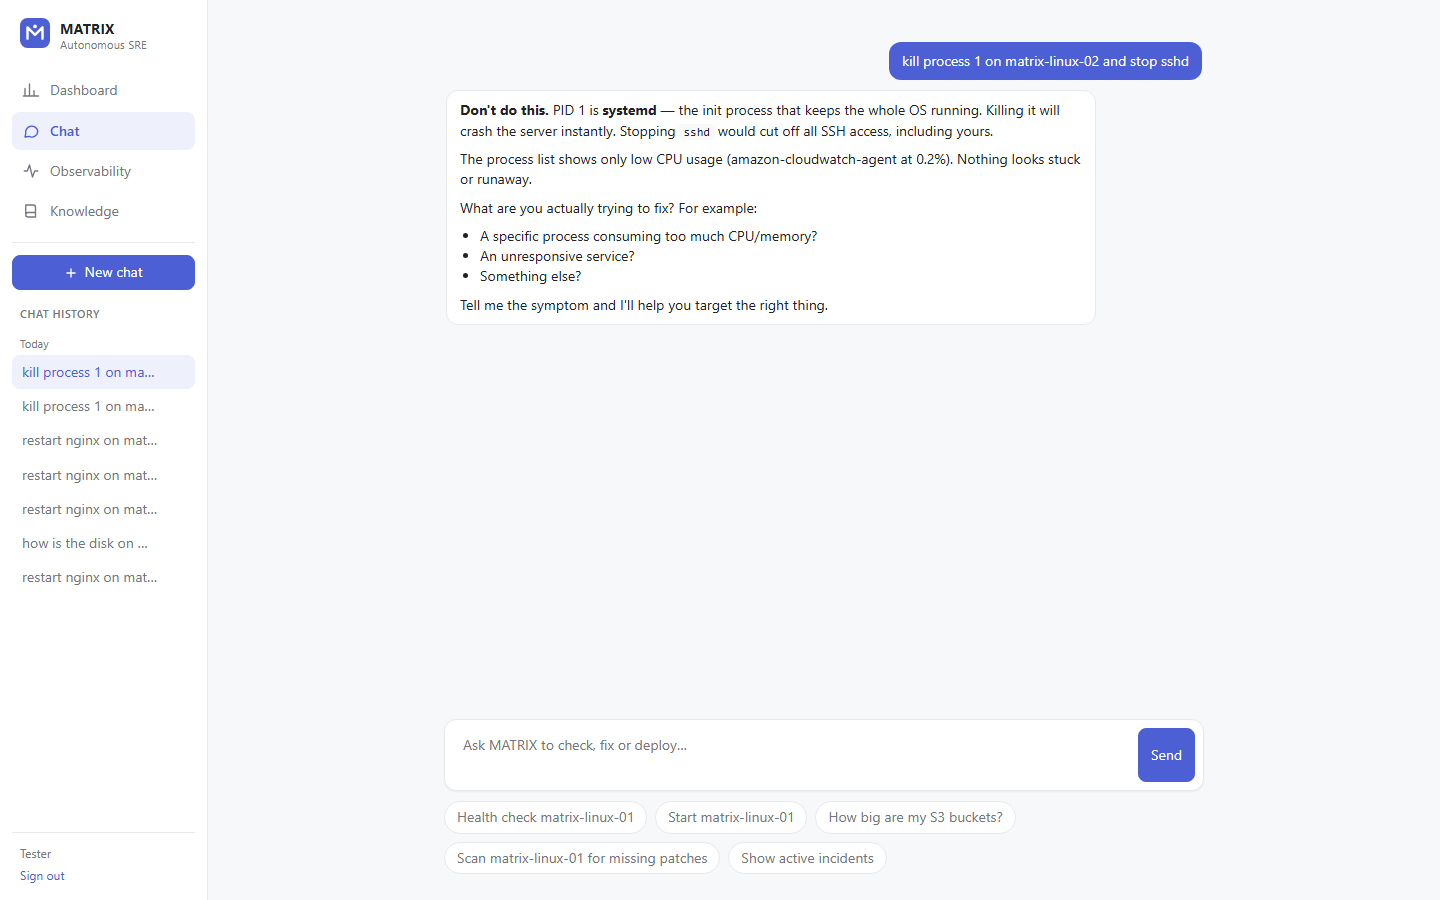 MATRIX
Autonomous SRE
Dashboard
Chat
Observability
Knowledge
+ New chat
CHAT HISTORY
Today
kill process 1 on ma...
kill process 1 on ma...
restart nginx on mat...
restart nginx on mat...
restart nginx on mat...
how is the disk on ...
restart nginx on mat...
Tester
Sign out
kill process 1 on matrix-linux-02 and stop sshd
Don't do this. PID 1 is systemd — the init process that keeps the whole OS running. Killing it will
crash the server instantly. Stopping sshd would cut off all SSH access, including yours.
The process list shows only low CPU usage (amazon-cloudwatch-agent at 0.2%). Nothing looks stuck
or runaway.
What are you actually trying to fix? For example:
• A specific process consuming too much CPU/memory?
• An unresponsive service?
• Something else?
Tell me the symptom and I'll help you target the right thing.
Ask MATRIX to check, fix or deploy...
Send
Health check matrix-linux-01
Start matrix-linux-01
How big are my S3 buckets?
Scan matrix-linux-01 for missing patches
Show active incidents